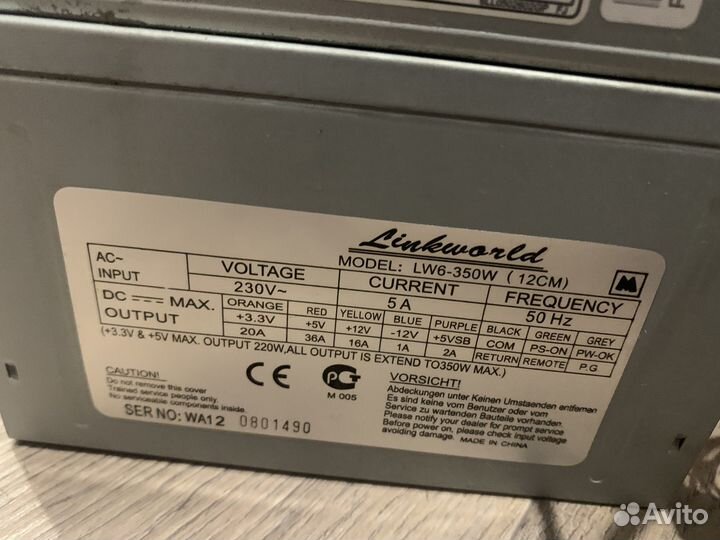 Linkworld
MODEL: LW6-350W (12CM)
AC~ INPUT
VOLTAGE CURRENT FREQUENCY
230V~ 5A 50 Hz
DC MAX. OUTPUT
ORANGE RED YELLOW BLUE PURPLE BLACK GREEN GREY
+3.3V +5V +12V -12V +5VSB COM PS-ON PW-OK
20A 36A 16A 1A 2A RETURN REMOTE P.G
(+3.3V & +5V MAX. OUTPUT 220W,ALL OUTPUT IS EXTEND TO350W MAX.)
CAUTION!
Do not remove this cover
Trained service people only.
No serviceable components inside.
SER NO: WA12 0801490
CE
РСТ
M 005
VORSICHT!
Abdeckungen unter Keinen Umstaenden entfernen
Es sind keine vom Benutzer oder vom
Service zu wartenden Bauteile vorhanden
Please notify your dealer for prompt service
Before power on, please check input voltage
avoiding damage. MADE IN CHINA
Avito